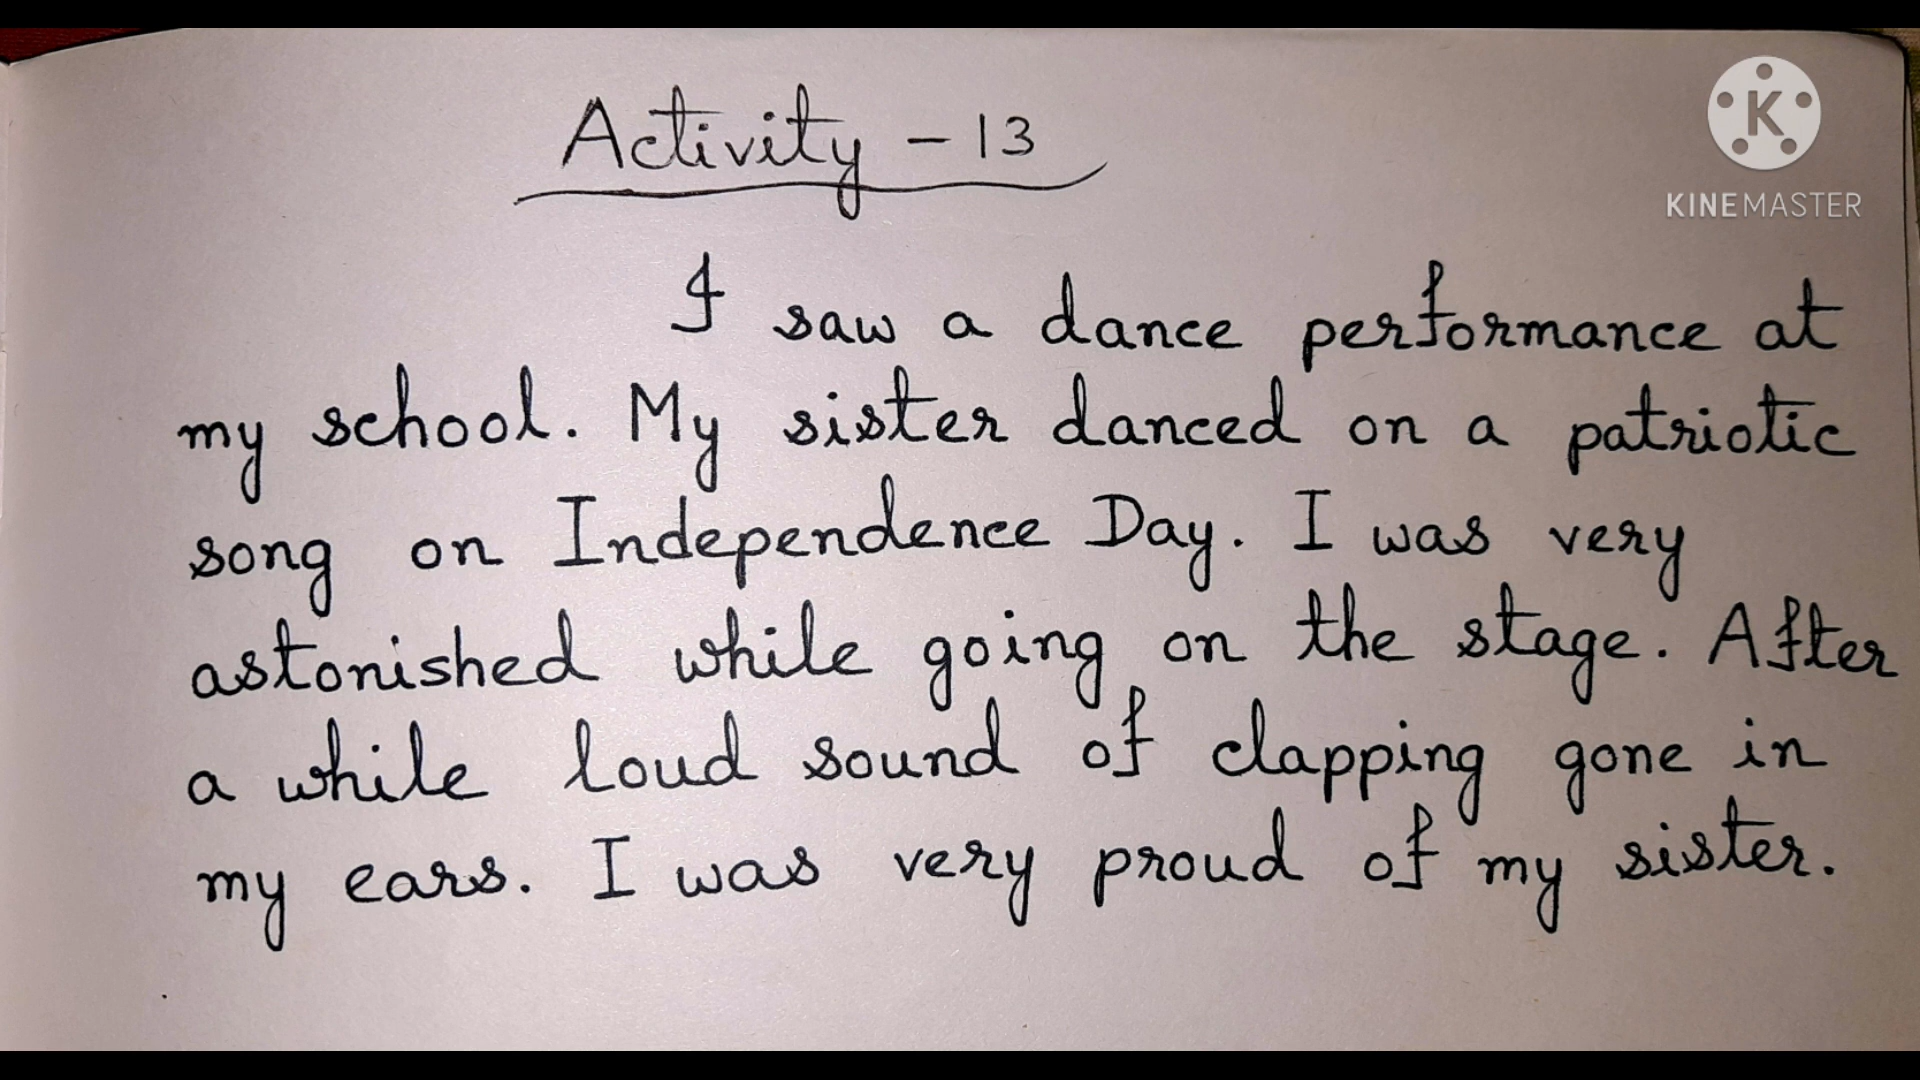 Activity - 13
K
KINEMASTER
I saw a dance performance at
my school. My sister danced on a patriotic
song on Independence Day. I was very
astonished while going on the stage. After
a while loud sound of clapping gone in
my ears. I was very proud of my sister.